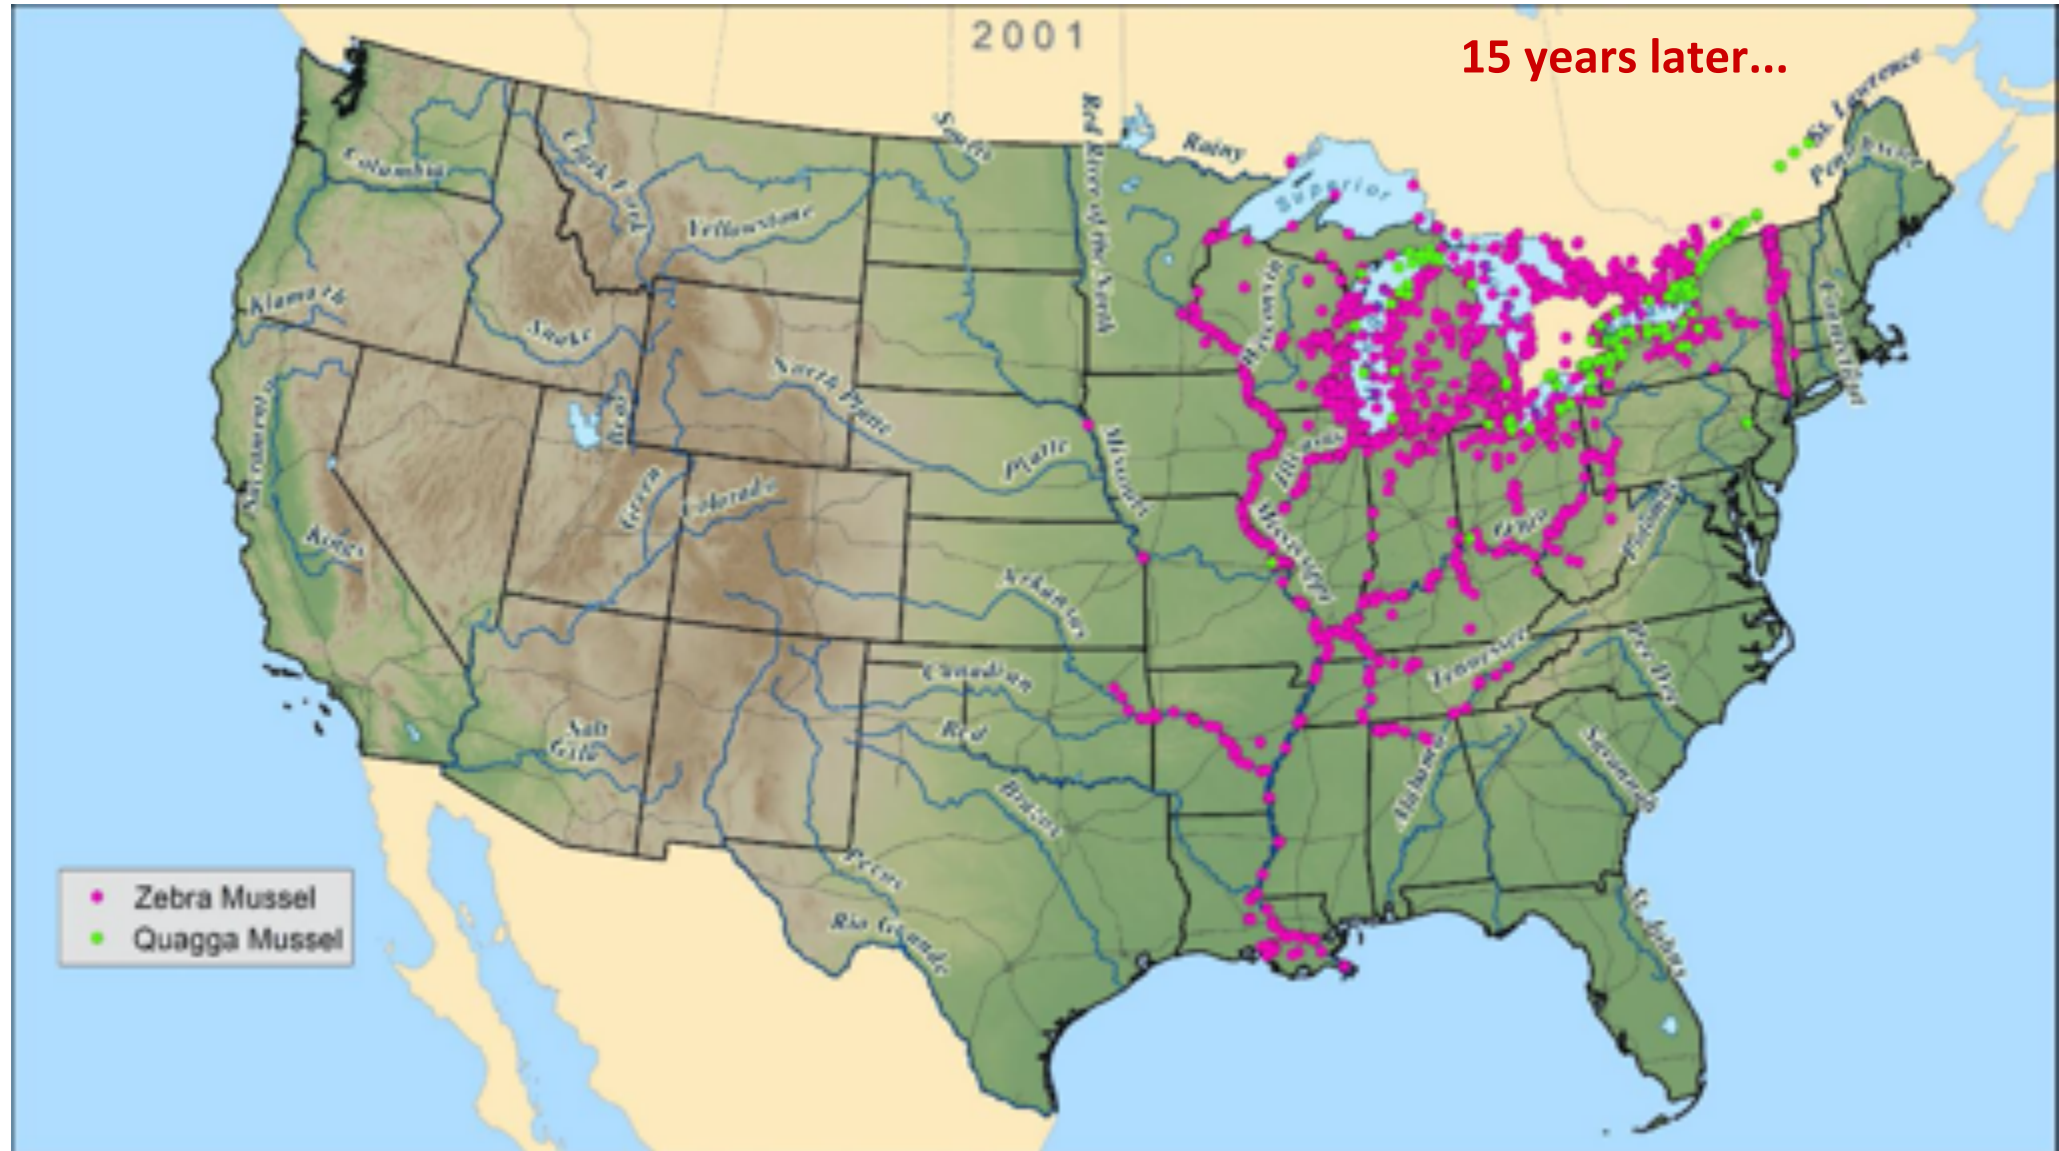 2001
15 years later...
St. Lawrence
Penobscot
Souris
Red River of the North
Rainy
Superior
Columbia
Clark Fork
Yellowstone
Klamath
Snake
Wisconsin
Connecticut
North Platte
Bear
Sacramento
Platte
Missouri
Illinois
Green
Colorado
Mississippi
Ohio
Potomac
Kings
Arkansas
Tennessee
Pee Dee
Canadian
Red
Salt
Gila
Savannah
Alabama
Brazos
Pecos
Rio Grande
St. Johns
Zebra Mussel
Quagga Mussel